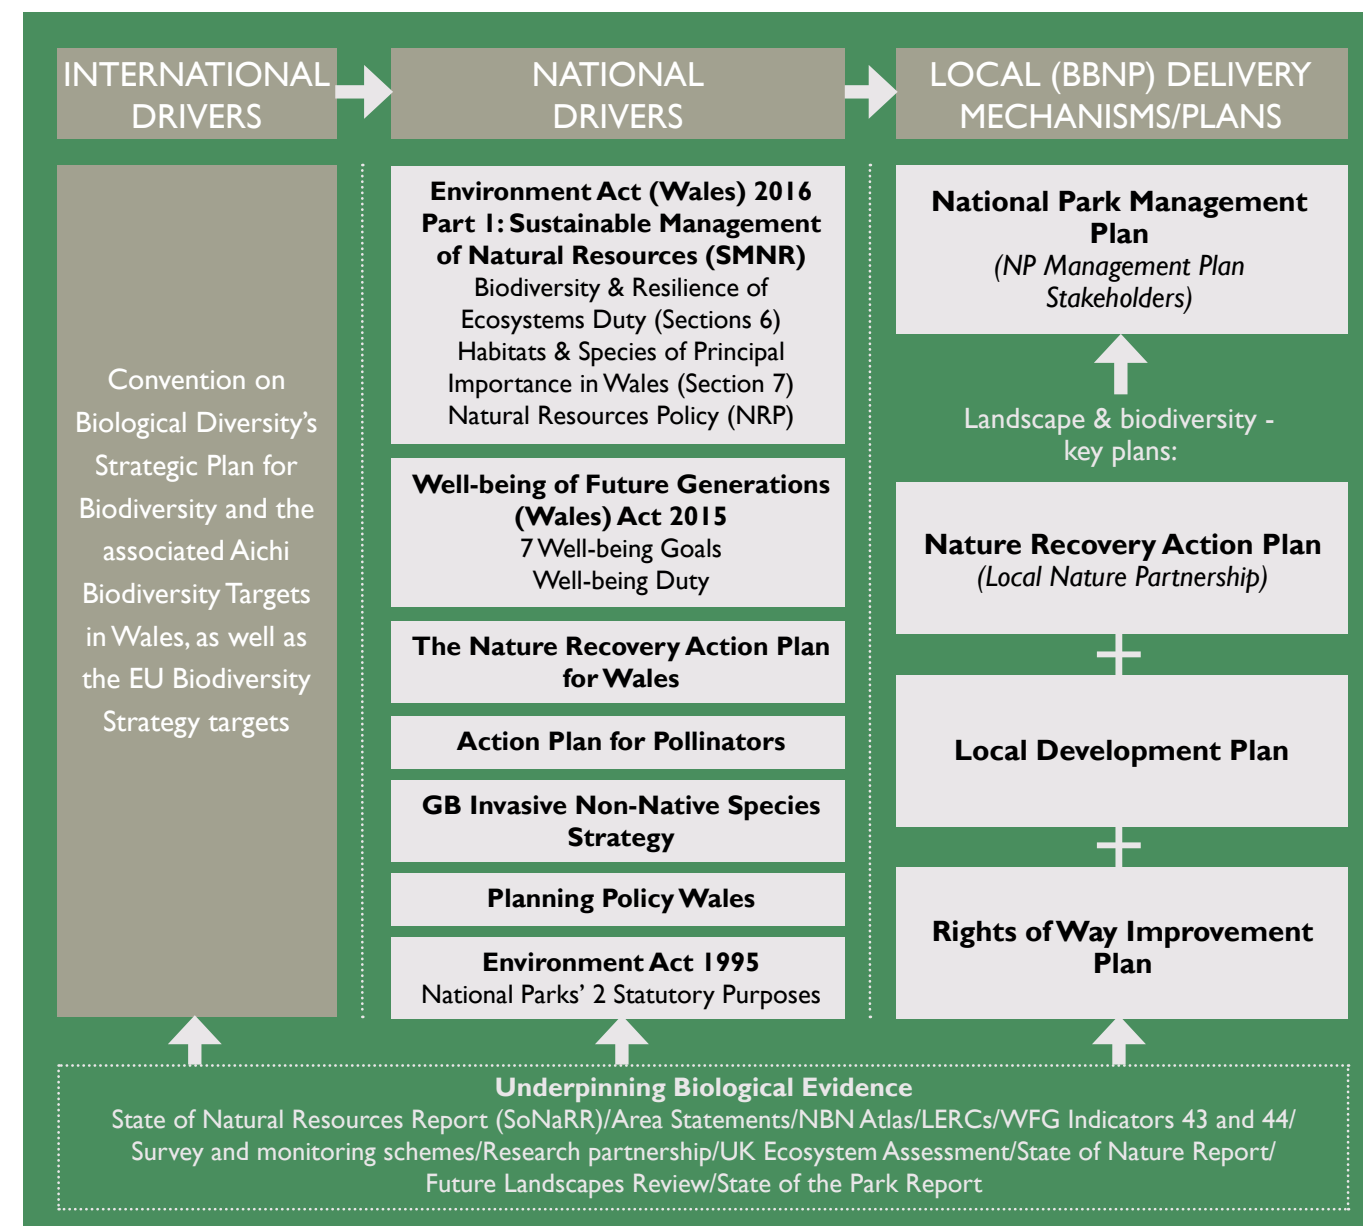 INTERNATIONAL
DRIVERS
NATIONAL
DRIVERS
LOCAL (BBNP) DELIVERY
MECHANISMS/PLANS
Convention on
Biological Diversity’s
Strategic Plan for
Biodiversity and the
associated Aichi
Biodiversity Targets
in Wales, as well as
the EU Biodiversity
Strategy targets
Environment Act (Wales) 2016
Part 1: Sustainable Management
of Natural Resources (SMNR)
Biodiversity & Resilience of
Ecosystems Duty (Sections 6)
Habitats & Species of Principal
Importance in Wales (Section 7)
Natural Resources Policy (NRP)
Well-being of Future Generations
(Wales) Act 2015
7 Well-being Goals
Well-being Duty
The Nature Recovery Action Plan
for Wales
Action Plan for Pollinators
GB Invasive Non-Native Species
Strategy
Planning Policy Wales
Environment Act 1995
National Parks’ 2 Statutory Purposes
National Park Management
Plan
(NP Management Plan
Stakeholders)
Landscape & biodiversity -
key plans:
Nature Recovery Action Plan
(Local Nature Partnership)
Local Development Plan
Rights of Way Improvement
Plan
Underpinning Biological Evidence
State of Natural Resources Report (SoNaRR)/Area Statements/NBN Atlas/LERCs/WFG Indicators 43 and 44/
Survey and monitoring schemes/Research partnership/UK Ecosystem Assessment/State of Nature Report/
Future Landscapes Review/State of the Park Report